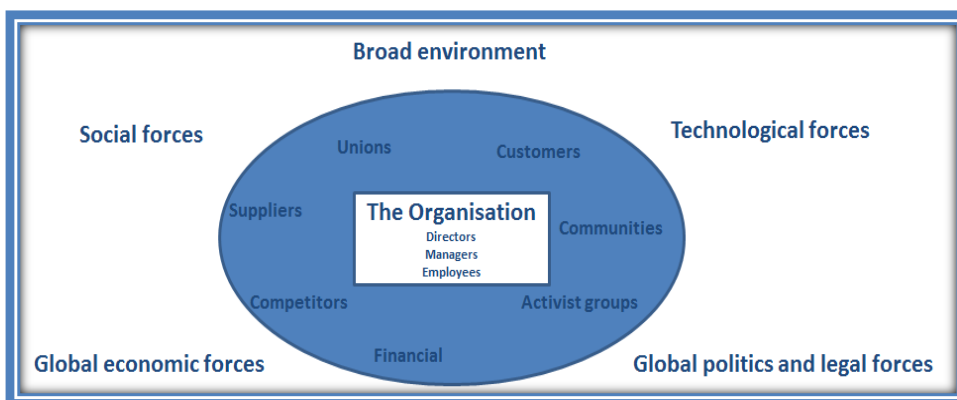 Broad environment
Social forces
Technological forces
Unions
Customers
Suppliers
The Organisation
Directors
Managers
Employees
Communities
Competitors
Activist groups
Financial
Global economic forces
Global politics and legal forces